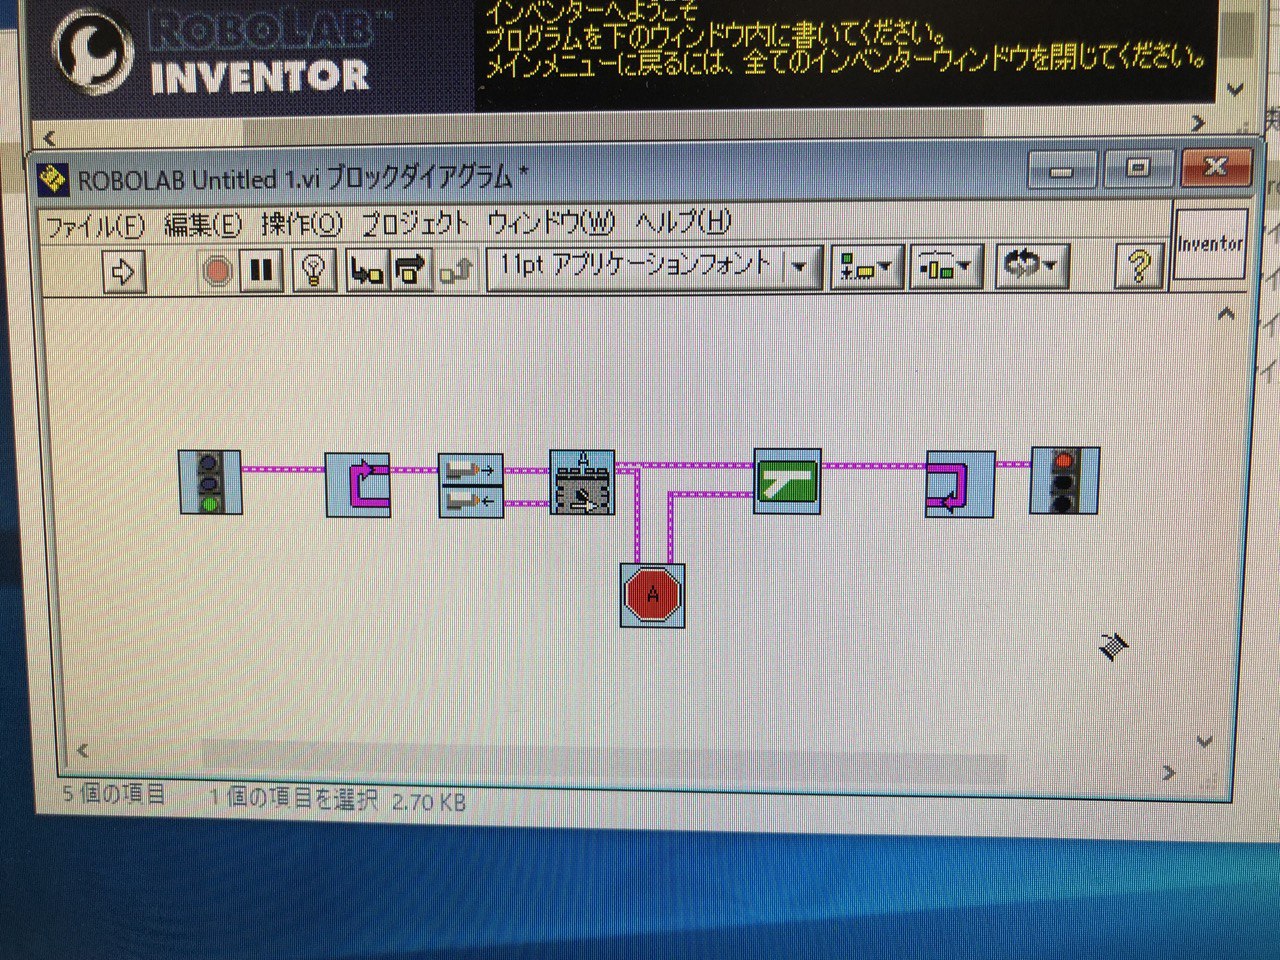 ROBOLAB™
INVENTOR
インベンターへようこそ
プログラムを下のウィンドウ内に書いてください。
メインメニューに戻るには、全てのインベンターウィンドウを閉じてください。
ROBOLAB Untitled 1.vi ブロックダイアグラム *
ファイル(F) 編集(E) 操作(O) プロジェクト ウィンドウ(W) ヘルプ(H)
11pt アプリケーションフォント
?
Inventor
A
A
5 個の項目 1 個の項目を選択 2.70 KB